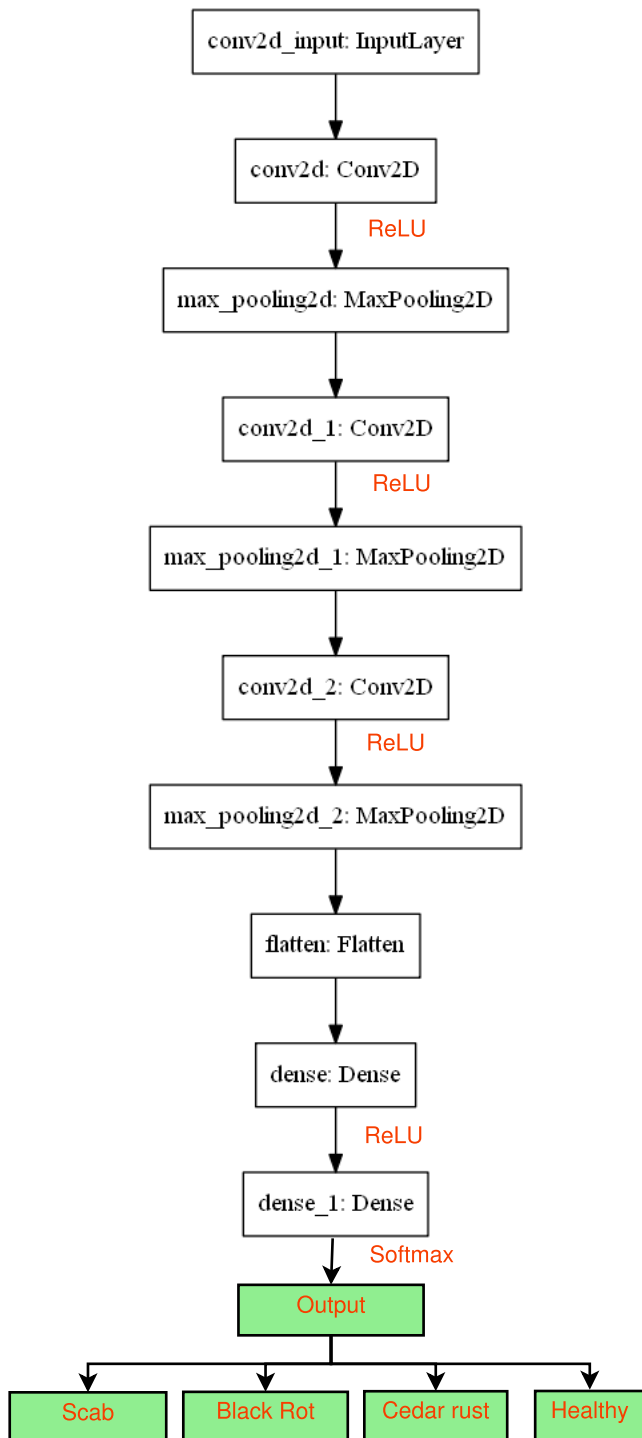 conv2d_input: InputLayer
conv2d: Conv2D
ReLU
max_pooling2d: MaxPooling2D
conv2d_1: Conv2D
ReLU
max_pooling2d_1: MaxPooling2D
conv2d_2: Conv2D
ReLU
max_pooling2d_2: MaxPooling2D
flatten: Flatten
dense: Dense
ReLU
dense_1: Dense
Softmax
Output
Scab Black Rot Cedar rust Healthy